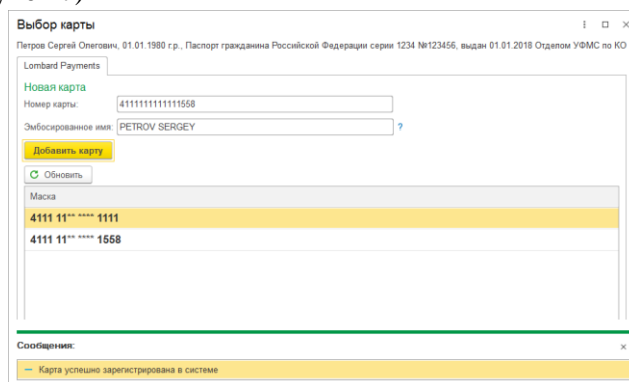 Выбор карты
Петров Сергей Олегович, 01.01.1980 г.р., Паспорт гражданина Российской Федерации серии 1234 №123456, выдан 01.01.2018 Отделом УФМС по КО
Lombard Payments
Новая карта
Номер карты: 4111111111111558
Эмбосированное имя: PETROV SERGEY ?
Добавить карту
Обновить
Маска
4111 11** **** 1111
4111 11** **** 1558
Сообщения:
— Карта успешно зарегистрирована в системе